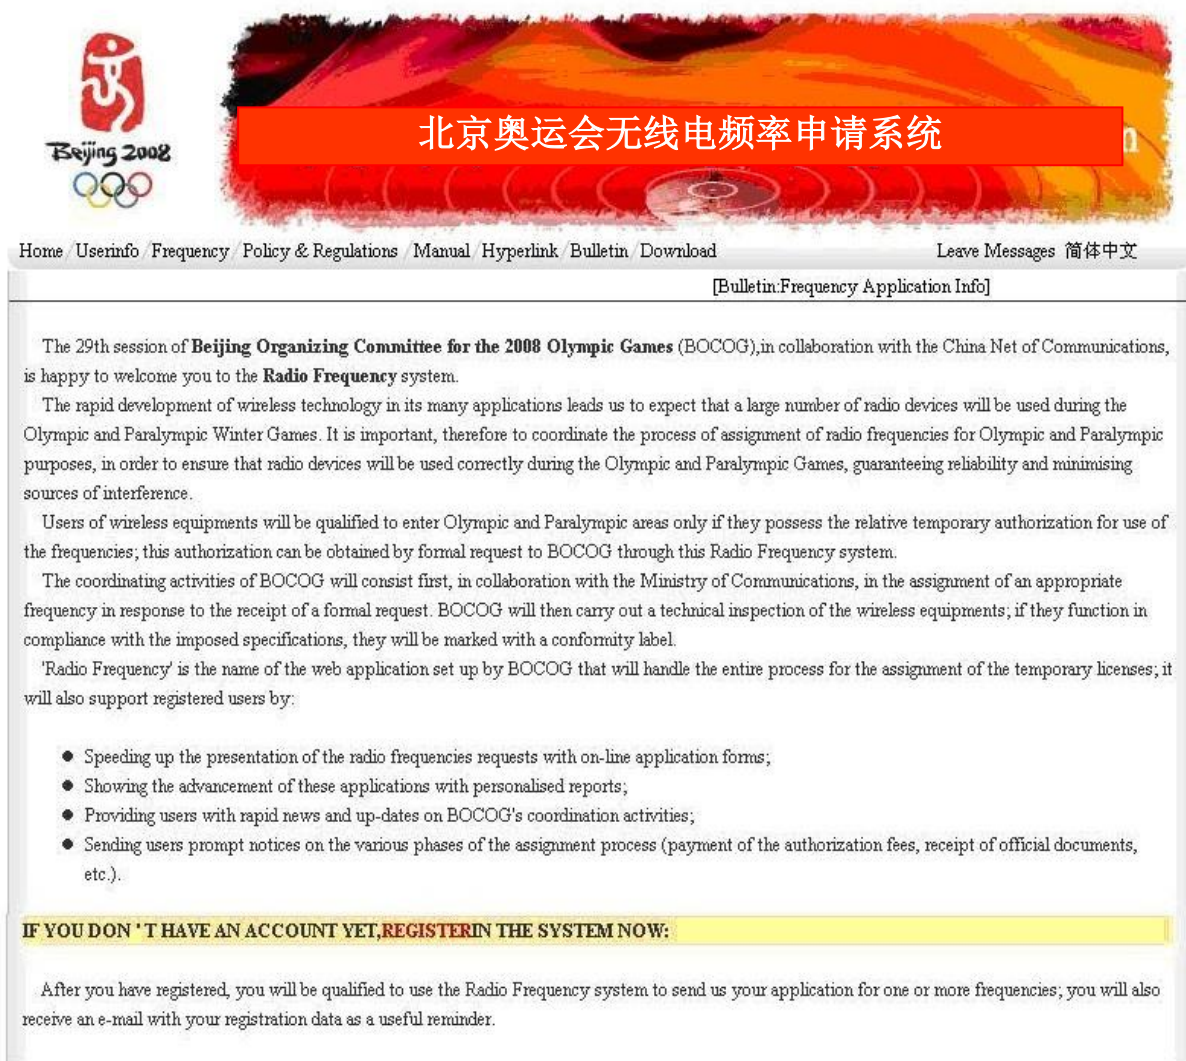 北京奥运会无线电频率申请系统
n
Beijing 2008
Home / Userinfo / Frequency / Policy & Regulations / Manual / Hyperlink / Bulletin / Download Leave Messages 简体中文
[Bulletin:Frequency Application Info]
The 29th session of Beijing Organizing Committee for the 2008 Olympic Games (BOCOG),in collaboration with the China Net of Communications,
is happy to welcome you to the Radio Frequency system.
The rapid development of wireless technology in its many applications leads us to expect that a large number of radio devices will be used during the
Olympic and Paralympic Winter Games. It is important, therefore to coordinate the process of assignment of radio frequencies for Olympic and Paralympic
purposes, in order to ensure that radio devices will be used correctly during the Olympic and Paralympic Games, guaranteeing reliability and minimising
sources of interference.
Users of wireless equipments will be qualified to enter Olympic and Paralympic areas only if they possess the relative temporary authorization for use of
the frequencies; this authorization can be obtained by formal request to BOCOG through this Radio Frequency system.
The coordinating activities of BOCOG will consist first, in collaboration with the Ministry of Communications, in the assignment of an appropriate
frequency in response to the receipt of a formal request. BOCOG will then carry out a technical inspection of the wireless equipments; if they function in
compliance with the imposed specifications, they will be marked with a conformity label.
'Radio Frequency' is the name of the web application set up by BOCOG that will handle the entire process for the assignment of the temporary licenses; it
will also support registered users by:
● Speeding up the presentation of the radio frequencies requests with on-line application forms;
● Showing the advancement of these applications with personalised reports;
● Providing users with rapid news and up-dates on BOCOG's coordination activities;
● Sending users prompt notices on the various phases of the assignment process (payment of the authorization fees, receipt of official documents,
etc.).
IF YOU DON ' T HAVE AN ACCOUNT YET,REGISTERIN THE SYSTEM NOW:
After you have registered, you will be qualified to use the Radio Frequency system to send us your application for one or more frequencies; you will also
receive an e-mail with your registration data as a useful reminder.